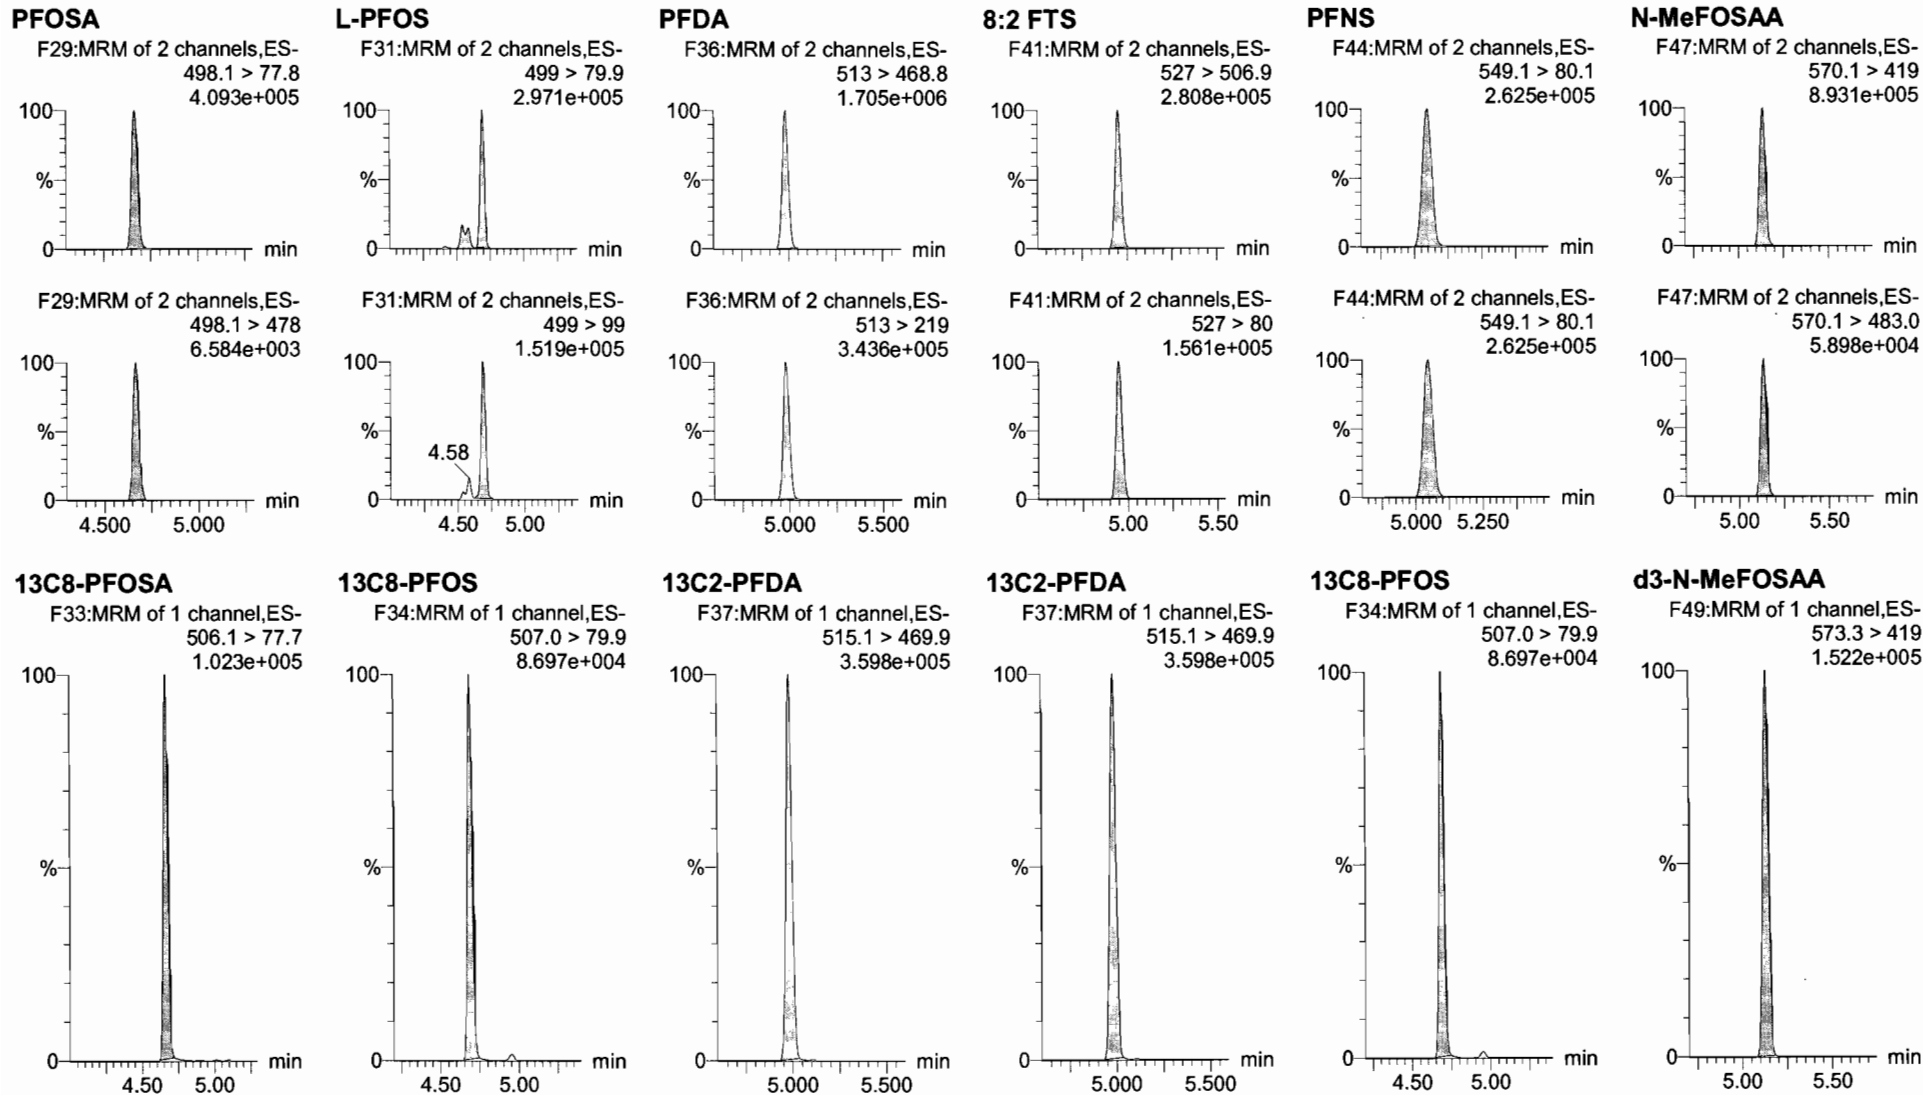 PFOSA
F29:MRM of 2 channels,ES-
498.1 > 77.8
4.093e+005
100
%
0
min
F29:MRM of 2 channels,ES-
498.1 > 478
6.584e+003
100
%
0
min
4.500 5.000
13C8-PFOSA
F33:MRM of 1 channel,ES-
506.1 > 77.7
1.023e+005
100
%
0
min
4.50 5.00
L-PFOS
F31:MRM of 2 channels,ES-
499 > 79.9
2.971e+005
100
%
0
min
F31:MRM of 2 channels,ES-
499 > 99
1.519e+005
100
%
4.58
0
min
4.50 5.00
13C8-PFOS
F34:MRM of 1 channel,ES-
507.0 > 79.9
8.697e+004
100
%
0
min
4.50 5.00
PFDA
F36:MRM of 2 channels,ES-
513 > 468.8
1.705e+006
100
%
0
min
F36:MRM of 2 channels,ES-
513 > 219
3.436e+005
100
%
0
min
5.000 5.500
13C2-PFDA
F37:MRM of 1 channel,ES-
515.1 > 469.9
3.598e+005
100
%
0
min
5.000 5.500
8:2 FTS
F41:MRM of 2 channels,ES-
527 > 506.9
2.808e+005
100
%
0
min
F41:MRM of 2 channels,ES-
527 > 80
1.561e+005
100
%
0
min
5.00 5.50
13C2-PFDA
F37:MRM of 1 channel,ES-
515.1 > 469.9
3.598e+005
100
%
0
min
5.000 5.500
PFNS
F44:MRM of 2 channels,ES-
549.1 > 80.1
2.625e+005
100
%
0
min
F44:MRM of 2 channels,ES-
549.1 > 80.1
2.625e+005
100
%
0
min
5.000 5.250
13C8-PFOS
F34:MRM of 1 channel,ES-
507.0 > 79.9
8.697e+004
100
%
0
min
4.50 5.00
N-MeFOSAA
F47:MRM of 2 channels,ES-
570.1 > 419
8.931e+005
100
%
0
min
F47:MRM of 2 channels,ES-
570.1 > 483.0
5.898e+004
100
%
0
min
5.00 5.50
d3-N-MeFOSAA
F49:MRM of 1 channel,ES-
573.3 > 419
1.522e+005
100
%
0
min
5.00 5.50